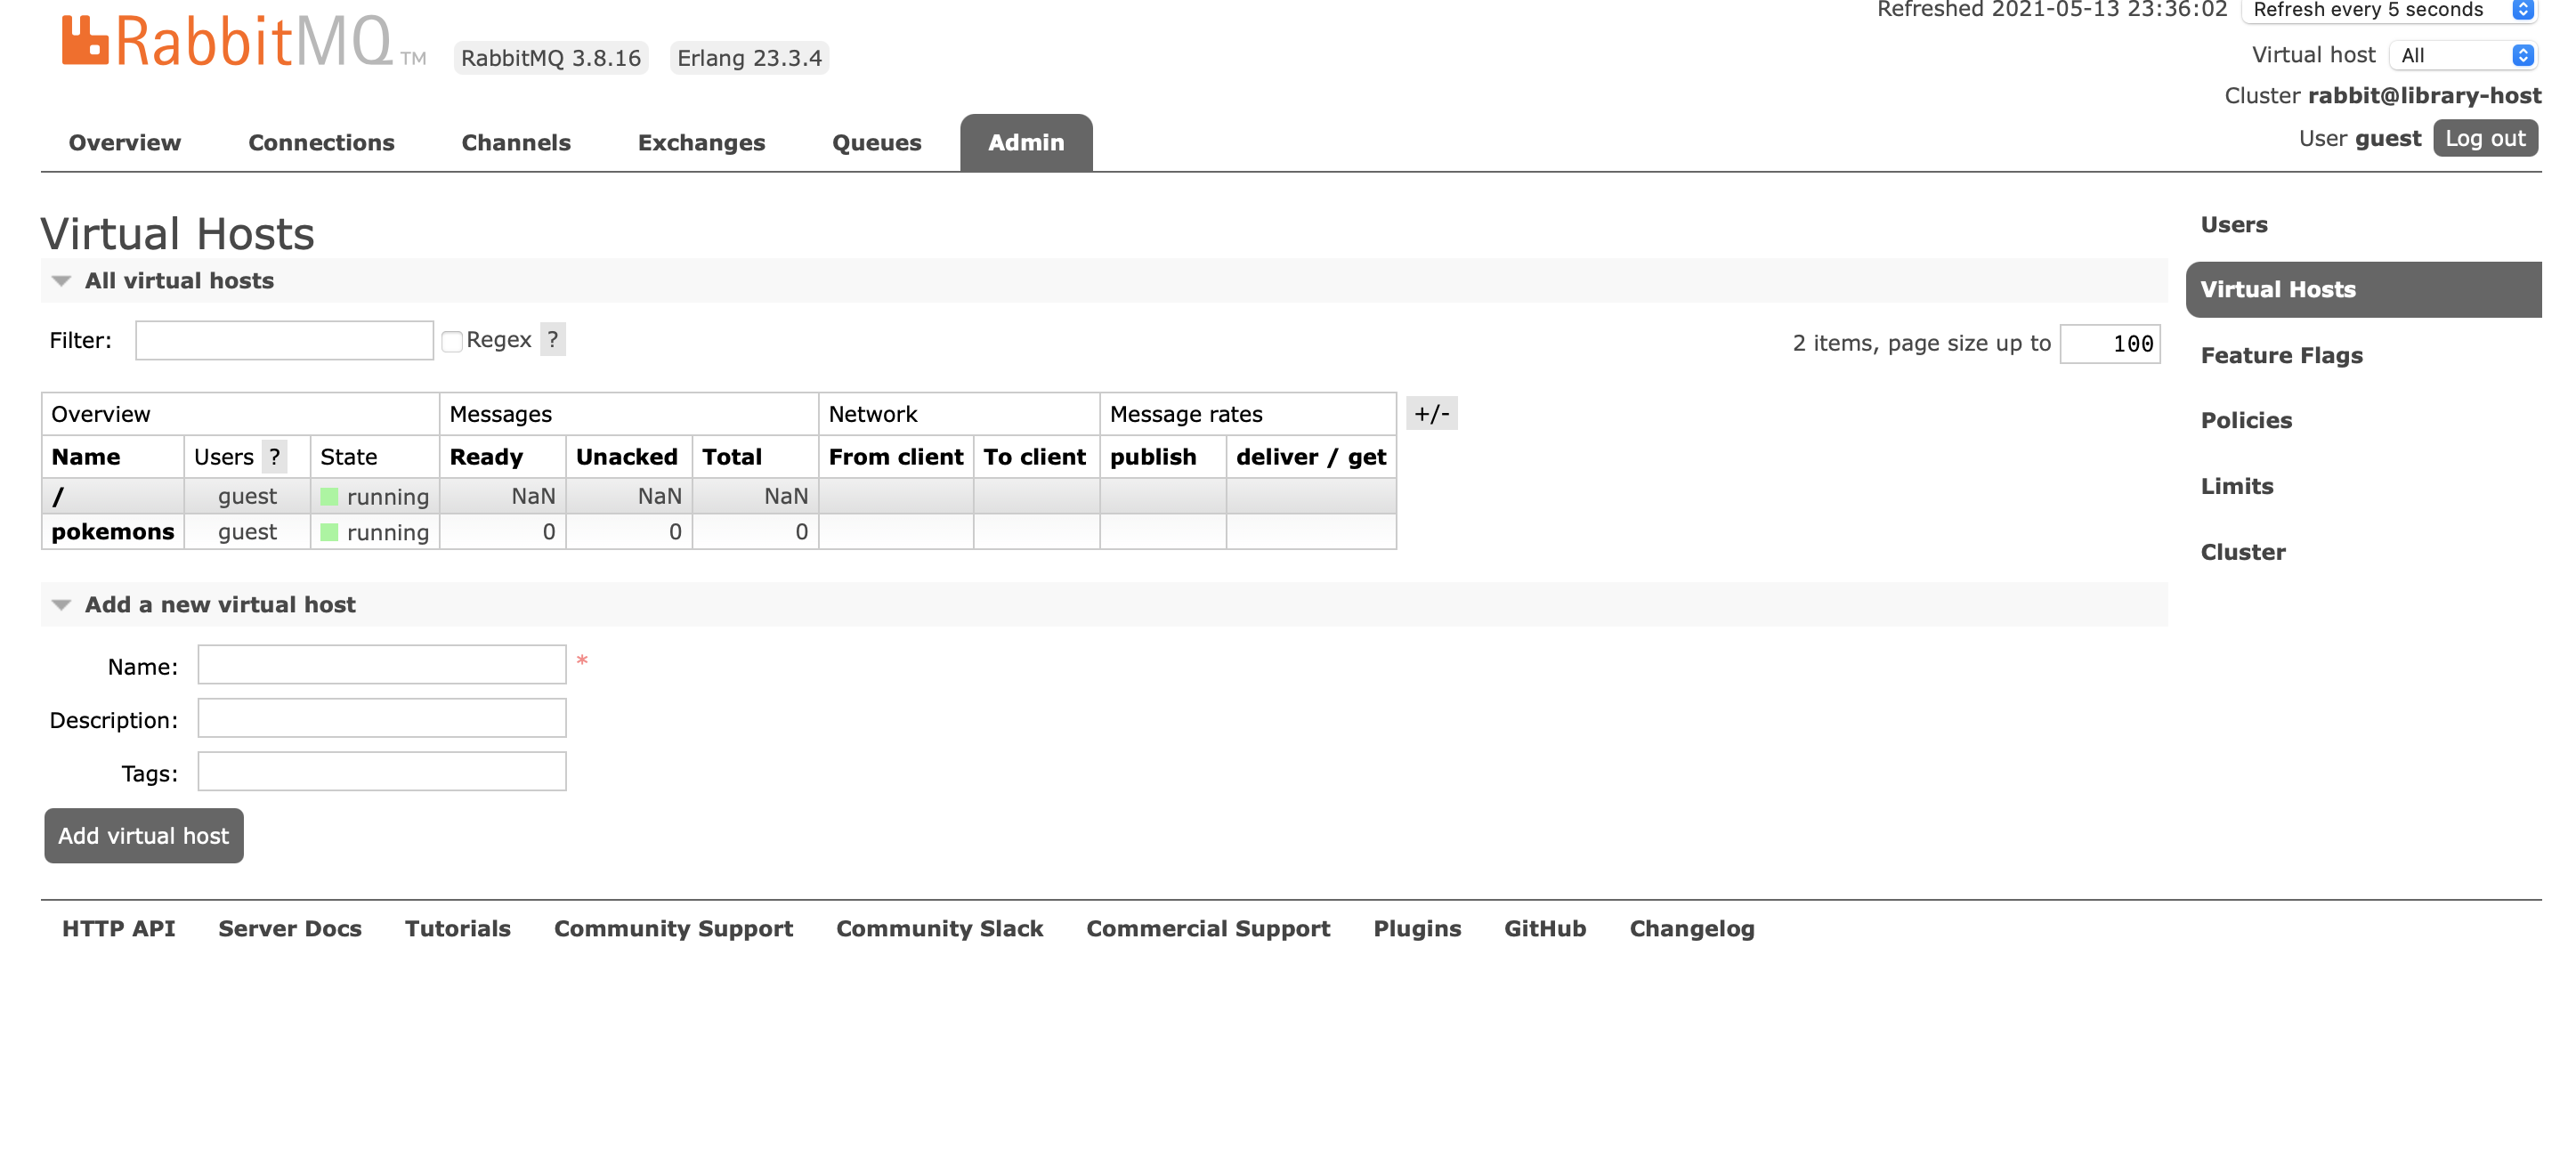 Refreshed 2021-05-13 23:36:02 Refresh every 5 seconds
RabbitMQ TM RabbitMQ 3.8.16 Erlang 23.3.4
Virtual host All
Cluster rabbit@library-host
User guest Log out
Overview Connections Channels Exchanges Queues Admin
Virtual Hosts
All virtual hosts
Filter: Regex ? 2 items, page size up to 100
Overview Messages Network Message rates +/-
Name Users ? State Ready Unacked Total From client To client publish deliver / get
/ guest running NaN NaN NaN
pokemons guest running 0 0 0
Add a new virtual host
Name: *
Description:
Tags:
Add virtual host
Users
Virtual Hosts
Feature Flags
Policies
Limits
Cluster
HTTP API Server Docs Tutorials Community Support Community Slack Commercial Support Plugins GitHub Changelog